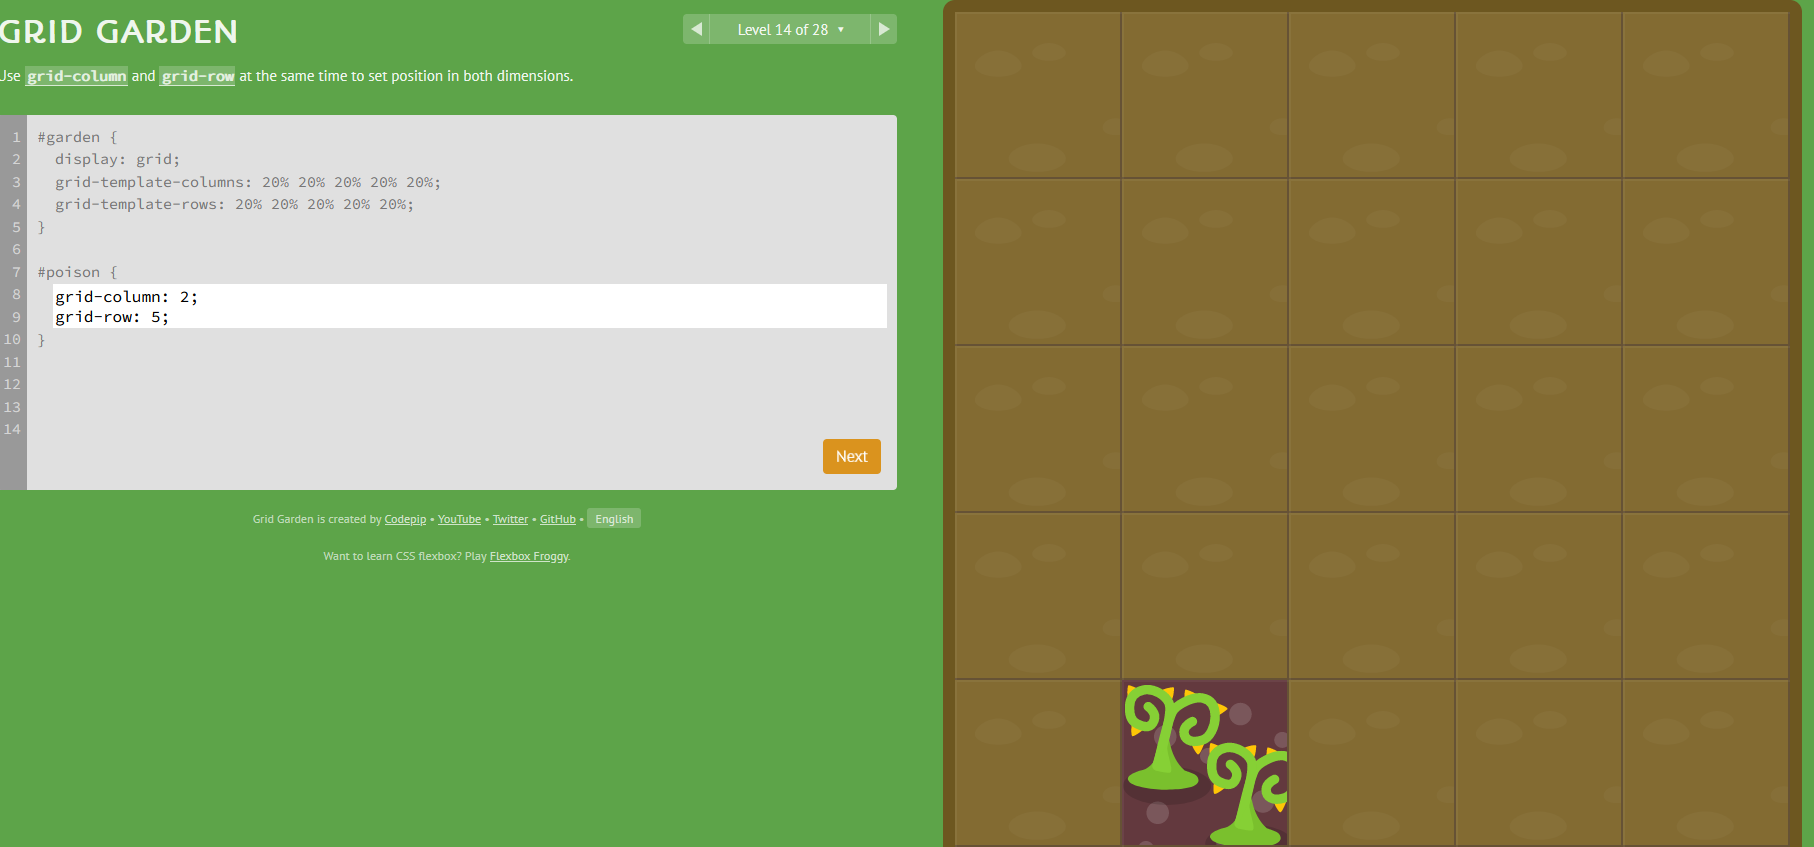 GRID GARDEN
◀ Level 14 of 28 ▼ ▶
Use grid-column and grid-row at the same time to set position in both dimensions.
1 #garden {
2 display: grid;
3 grid-template-columns: 20% 20% 20% 20% 20%;
4 grid-template-rows: 20% 20% 20% 20% 20%;
5 }
6
7 #poison {
8 grid-column: 2;
9 grid-row: 5;
10 }
11
12
13
14
Next
Grid Garden is created by Codepip • YouTube • Twitter • GitHub • English
Want to learn CSS flexbox? Play Flexbox Froggy.